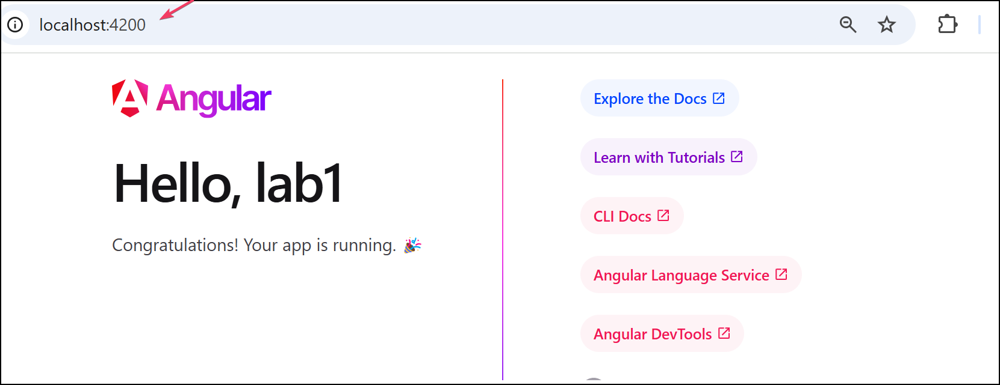 localhost:4200
Angular
Hello, lab1
Congratulations! Your app is running. 🎉
Explore the Docs
Learn with Tutorials
CLI Docs
Angular Language Service
Angular DevTools